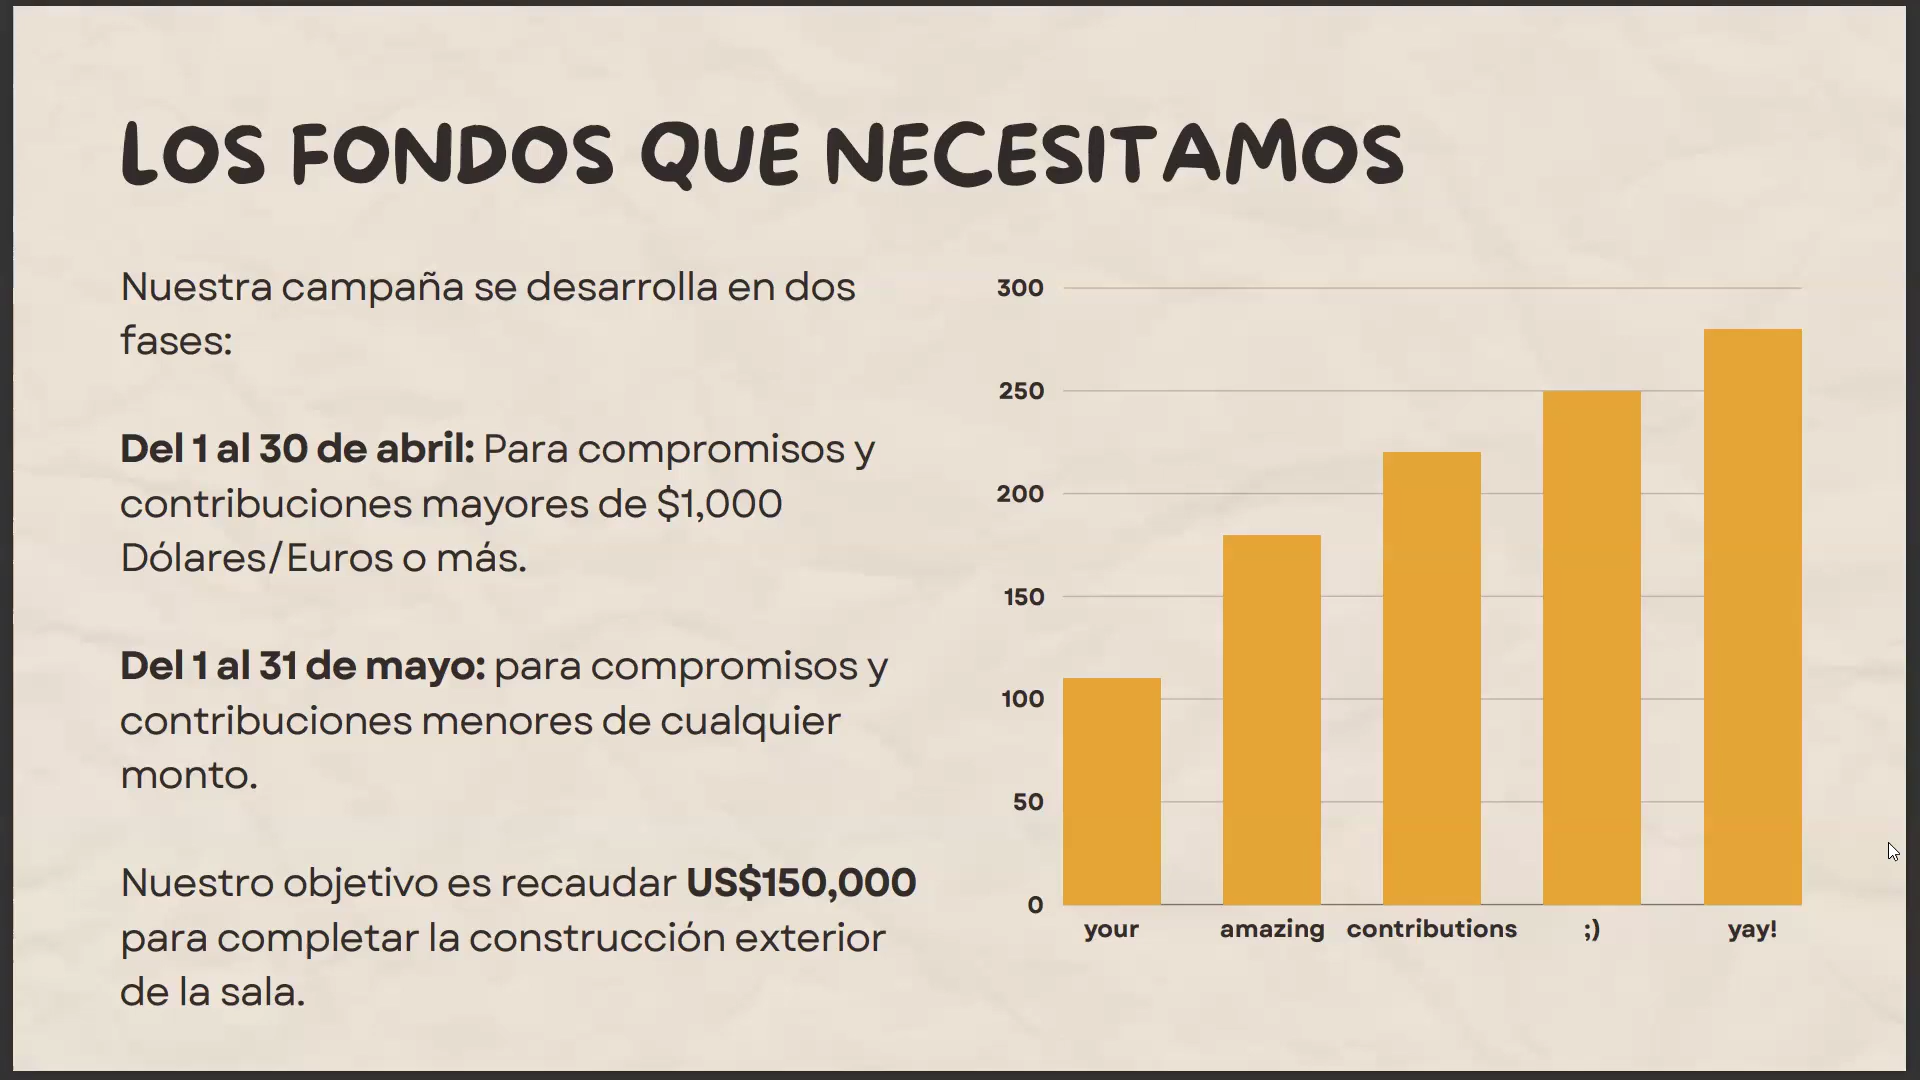 LOS FONDOS QUE NECESITAMOS
Nuestra campaña se desarrolla en dos
fases:
Del 1 al 30 de abril: Para compromisos y
contribuciones mayores de $1,000
Dólares/Euros o más.
Del 1 al 31 de mayo: para compromisos y
contribuciones menores de cualquier
monto.
Nuestro objetivo es recaudar US$150,000
para completar la construcción exterior
de la sala.
300
250
200
150
100
50
0
your amazing contributions ;) yay!